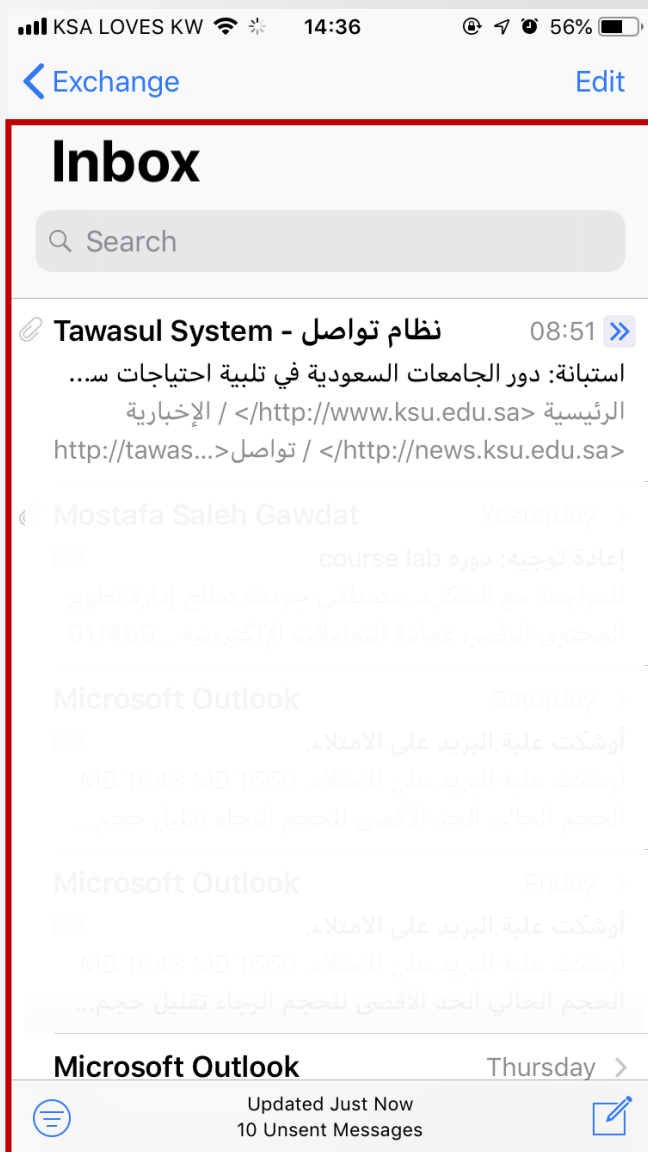 KSA LOVES KW 14:36 56%
Exchange Edit
Inbox
Search
Tawasul System - نظام تواصل 08:51
استبانة: دور الجامعات السعودية في تلبية احتياجات س...
الرئيسية <http://www.ksu.edu.sa/> / الإخبارية
<http://news.ksu.edu.sa/> / تواصل<http://tawas...
Mostafa Saleh Gawdat Yesterday
إعادة توجيه: دوره course lab
للمراجعة مع الشكر د. مصطفى جودت صالح إدارة تطوير
المحتوى الرقمي عمادة التعاملات الإلكترونية ...011469
Microsoft Outlook Saturday
أوشكت علبة البريد على الامتلاء.
أوشكت علبة البريد على الامتلاء. 1659 MB 1843 MB
الحجم الحالي الحد الأقصى للحجم الرجاء تقليل حجم...
Microsoft Outlook Friday
أوشكت علبة البريد على الامتلاء.
أوشكت علبة البريد على الامتلاء. 1659 MB 1843 MB
الحجم الحالي الحد الأقصى للحجم الرجاء تقليل حجم...
Microsoft Outlook Thursday
Updated Just Now
10 Unsent Messages